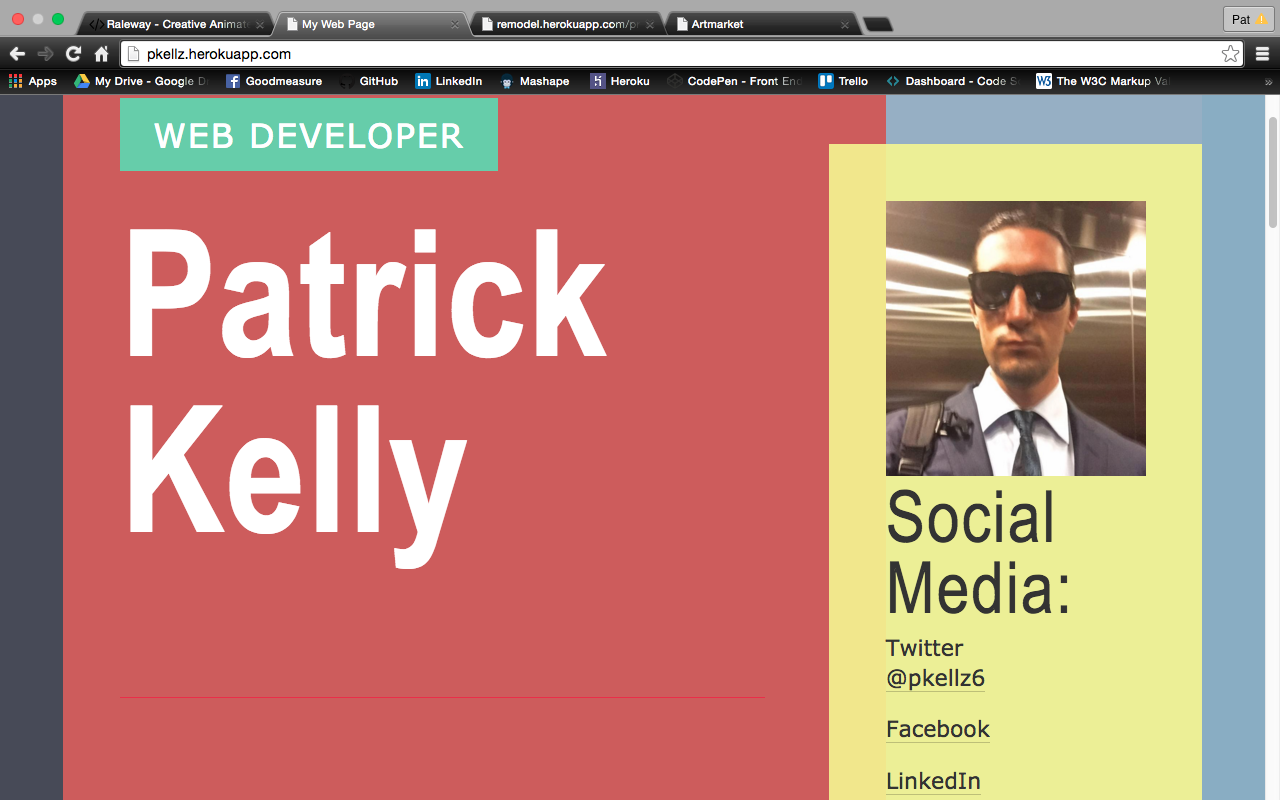 Raleway - Creative Animate
My Web Page
remodel.herokuapp.com/p
Artmarket
Pat
pkellz.herokuapp.com
Apps
My Drive - Google D
Goodmeasure
GitHub
LinkedIn
Mashape
Heroku
CodePen - Front End
Trello
Dashboard - Code S
The W3C Markup Val
»
WEB DEVELOPER
Patrick
Kelly
Social
Media:
Twitter
@pkellz6
Facebook
LinkedIn